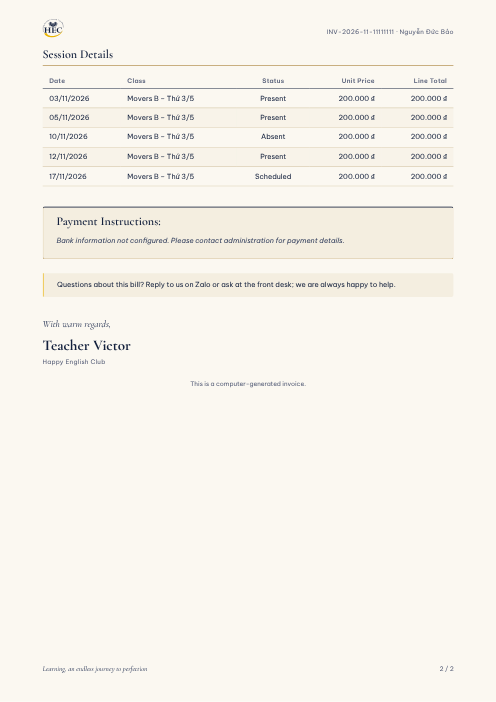 HEC
INV-2026-11-11111111 · Nguyễn Đức Bảo
Session Details
Date Class Status Unit Price Line Total
03/11/2026 Movers B - Thứ 3/5 Present 200.000 ₫ 200.000 ₫
05/11/2026 Movers B - Thứ 3/5 Present 200.000 ₫ 200.000 ₫
10/11/2026 Movers B - Thứ 3/5 Absent 200.000 ₫ 200.000 ₫
12/11/2026 Movers B - Thứ 3/5 Present 200.000 ₫ 200.000 ₫
17/11/2026 Movers B - Thứ 3/5 Scheduled 200.000 ₫ 200.000 ₫
Payment Instructions:
Bank information not configured. Please contact administration for payment details.
Questions about this bill? Reply to us on Zalo or ask at the front desk; we are always happy to help.
With warm regards,
Teacher Victor
Happy English Club
This is a computer-generated invoice.
Learning, an endless journey to perfection
2 / 2